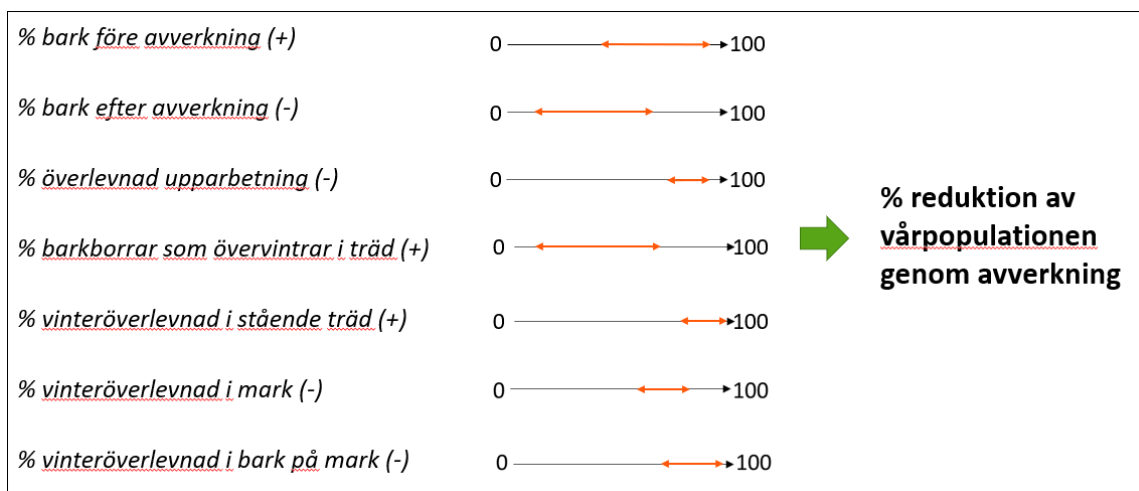 % bark före avverkning (+) 0 100
% bark efter avverkning (-) 0 100
% överlevnad upparbetning (-) 0 100
% barkborrar som övervintrar i träd (+) 0 100
% vinteröverlevnad i stående träd (+) 0 100
% vinteröverlevnad i mark (-) 0 100
% vinteröverlevnad i bark på mark (-) 0 100
% reduktion av
vårpopulationen
genom avverkning